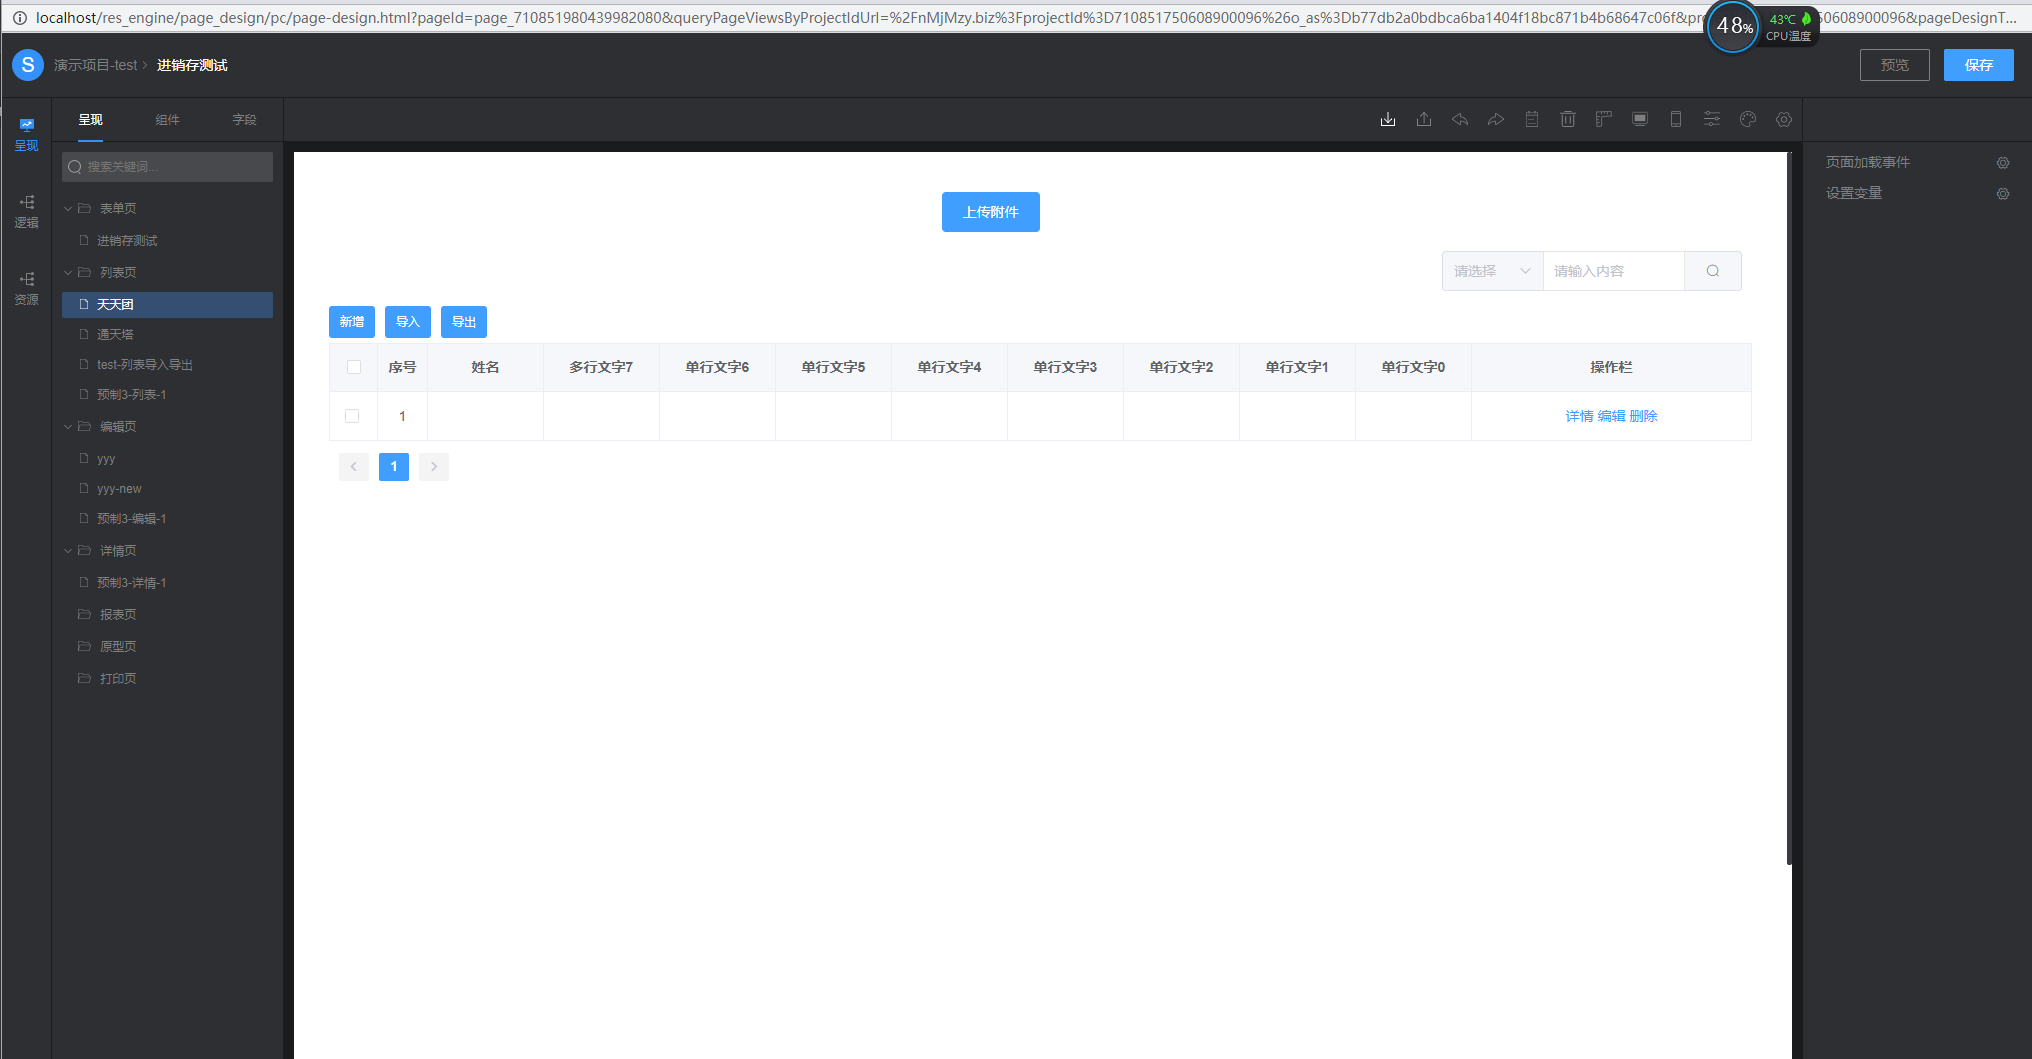 localhost/res_engine/page_design/pc/page-design.html?pageId=page_710851980439982080&queryPageViewsByProjectIdUrl=%2FnMjMzy.biz%3FprojectId%3D710851750608900096%26o_as%3Db77db2a0bdbca6ba1404f18bc871b4b68647c06f&pro 50608900096&pageDesignT...
48%
43℃
CPU温度
S 演示项目-test > 进销存测试
预览 保存
呈现
逻辑
资源
呈现 组件 字段
搜索关键词...
表单页
进销存测试
列表页
天天团
通天塔
test-列表导入导出
预制3-列表-1
编辑页
yyy
yyy-new
预制3-编辑-1
详情页
预制3-详情-1
报表页
原型页
打印页
上传附件
请选择 请输入内容
新增 导入 导出
序号 姓名 多行文字7 单行文字6 单行文字5 单行文字4 单行文字3 单行文字2 单行文字1 单行文字0 操作栏
1 详情 编辑 删除
< 1 >
页面加载事件
设置变量